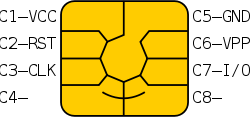 C1-VCC C5-GND
C2-RST C6-VPP
C3-CLK C7-I/O
C4- C8-